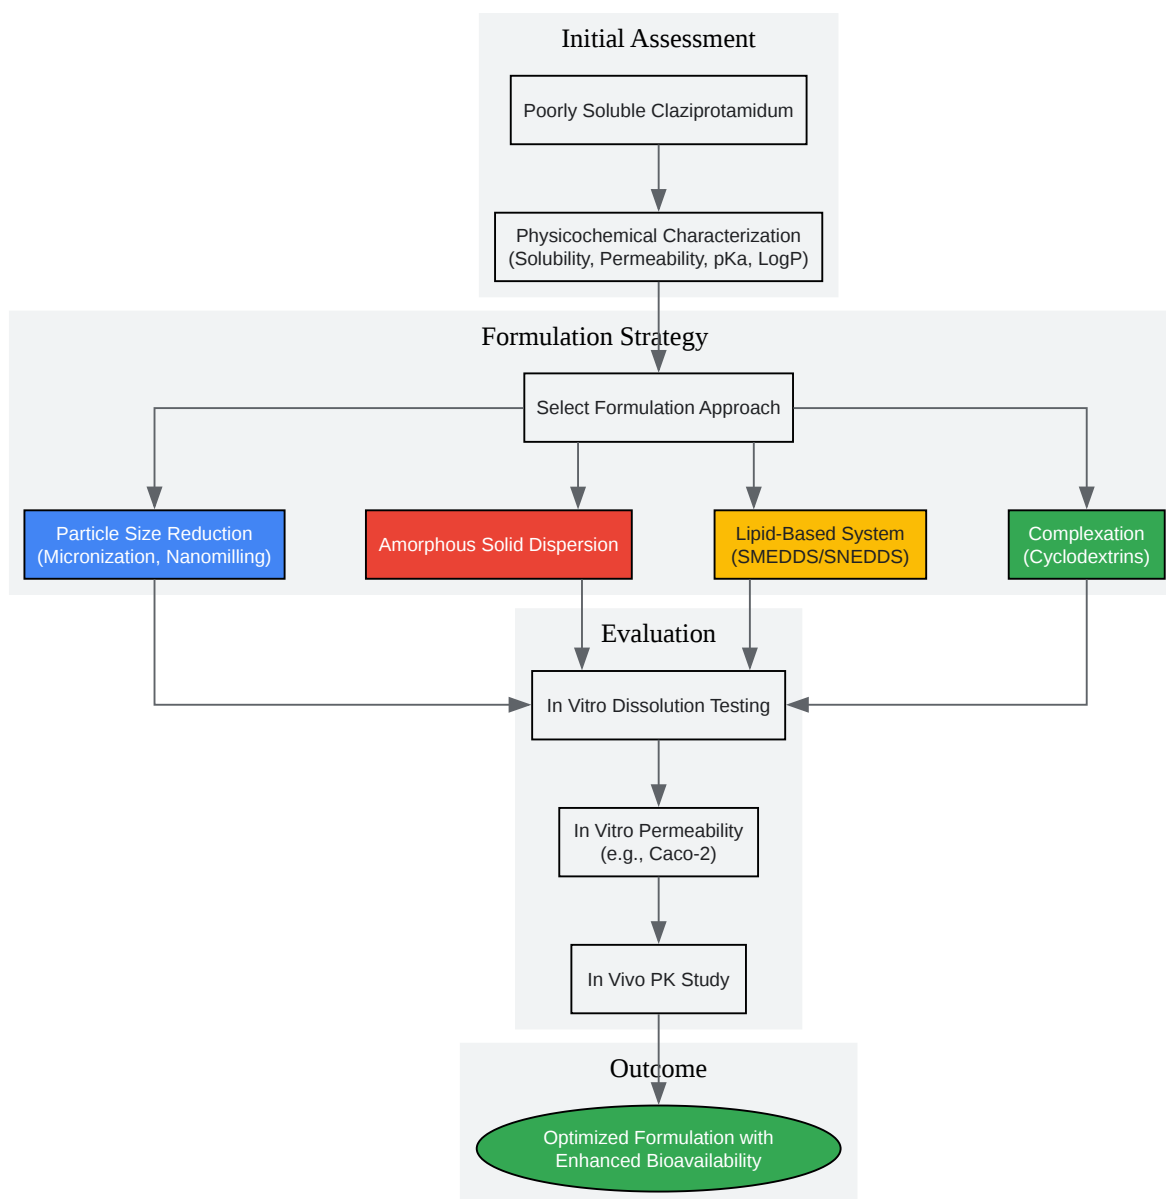 Initial Assessment
Poorly Soluble Claziprotamidum
Physicochemical Characterization
(Solubility, Permeability, pKa, LogP)
Formulation Strategy
Select Formulation Approach
Particle Size Reduction
(Micronization, Nanomilling)
Amorphous Solid Dispersion
Lipid-Based System
(SMEDDS/SNEDDS)
Complexation
(Cyclodextrins)
Evaluation
In Vitro Dissolution Testing
In Vitro Permeability
(e.g., Caco-2)
In Vivo PK Study
Outcome
Optimized Formulation with
Enhanced Bioavailability